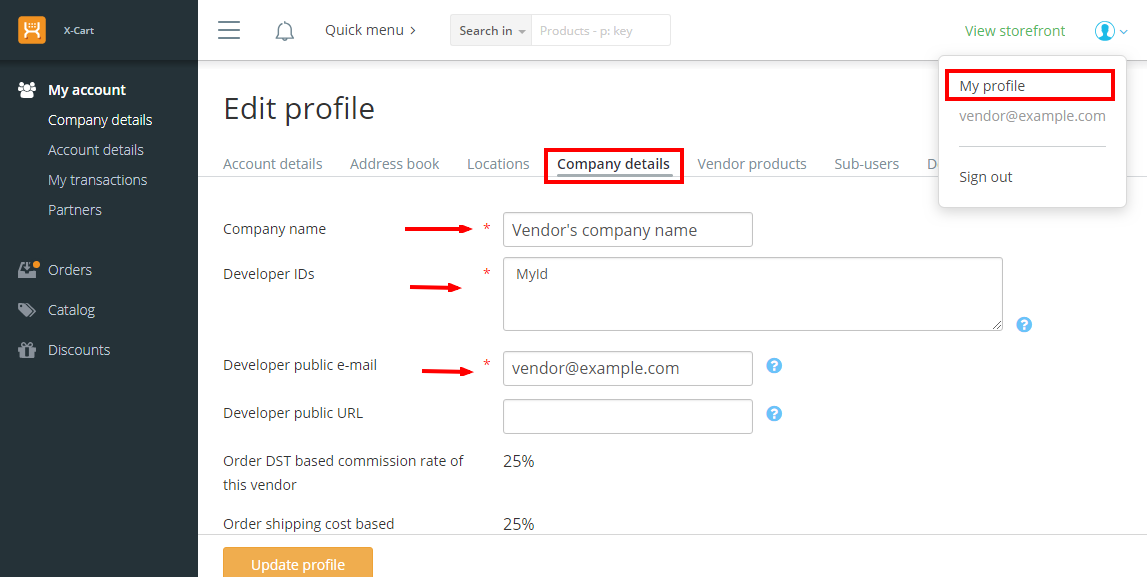 X-Cart
Quick menu
Search in
Products - p: key
View storefront
My profile
vendor@example.com
Sign out
My account
Company details
Account details
My transactions
Partners
Orders
Catalog
Discounts
Edit profile
Account details Address book Locations Company details Vendor products Sub-users D
Company name * Vendor's company name
Developer IDs * MyId
?
Developer public e-mail * vendor@example.com ?
Developer public URL ?
Order DST based commission rate of 25%
this vendor
Order shipping cost based 25%
Update profile